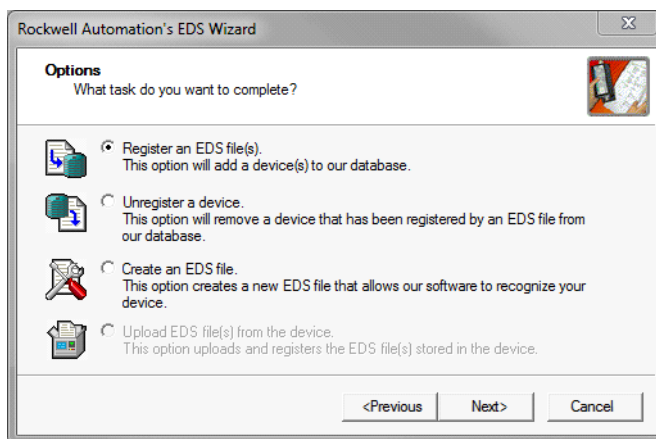 Rockwell Automation's EDS Wizard
Options
What task do you want to complete?
Register an EDS file(s).
This option will add a device(s) to our database.
Unregister a device.
This option will remove a device that has been registered by an EDS file from
our database.
Create an EDS file.
This option creates a new EDS file that allows our software to recognize your
device.
Upload EDS file(s) from the device.
This option uploads and registers the EDS file(s) stored in the device.
<Previous Next> Cancel